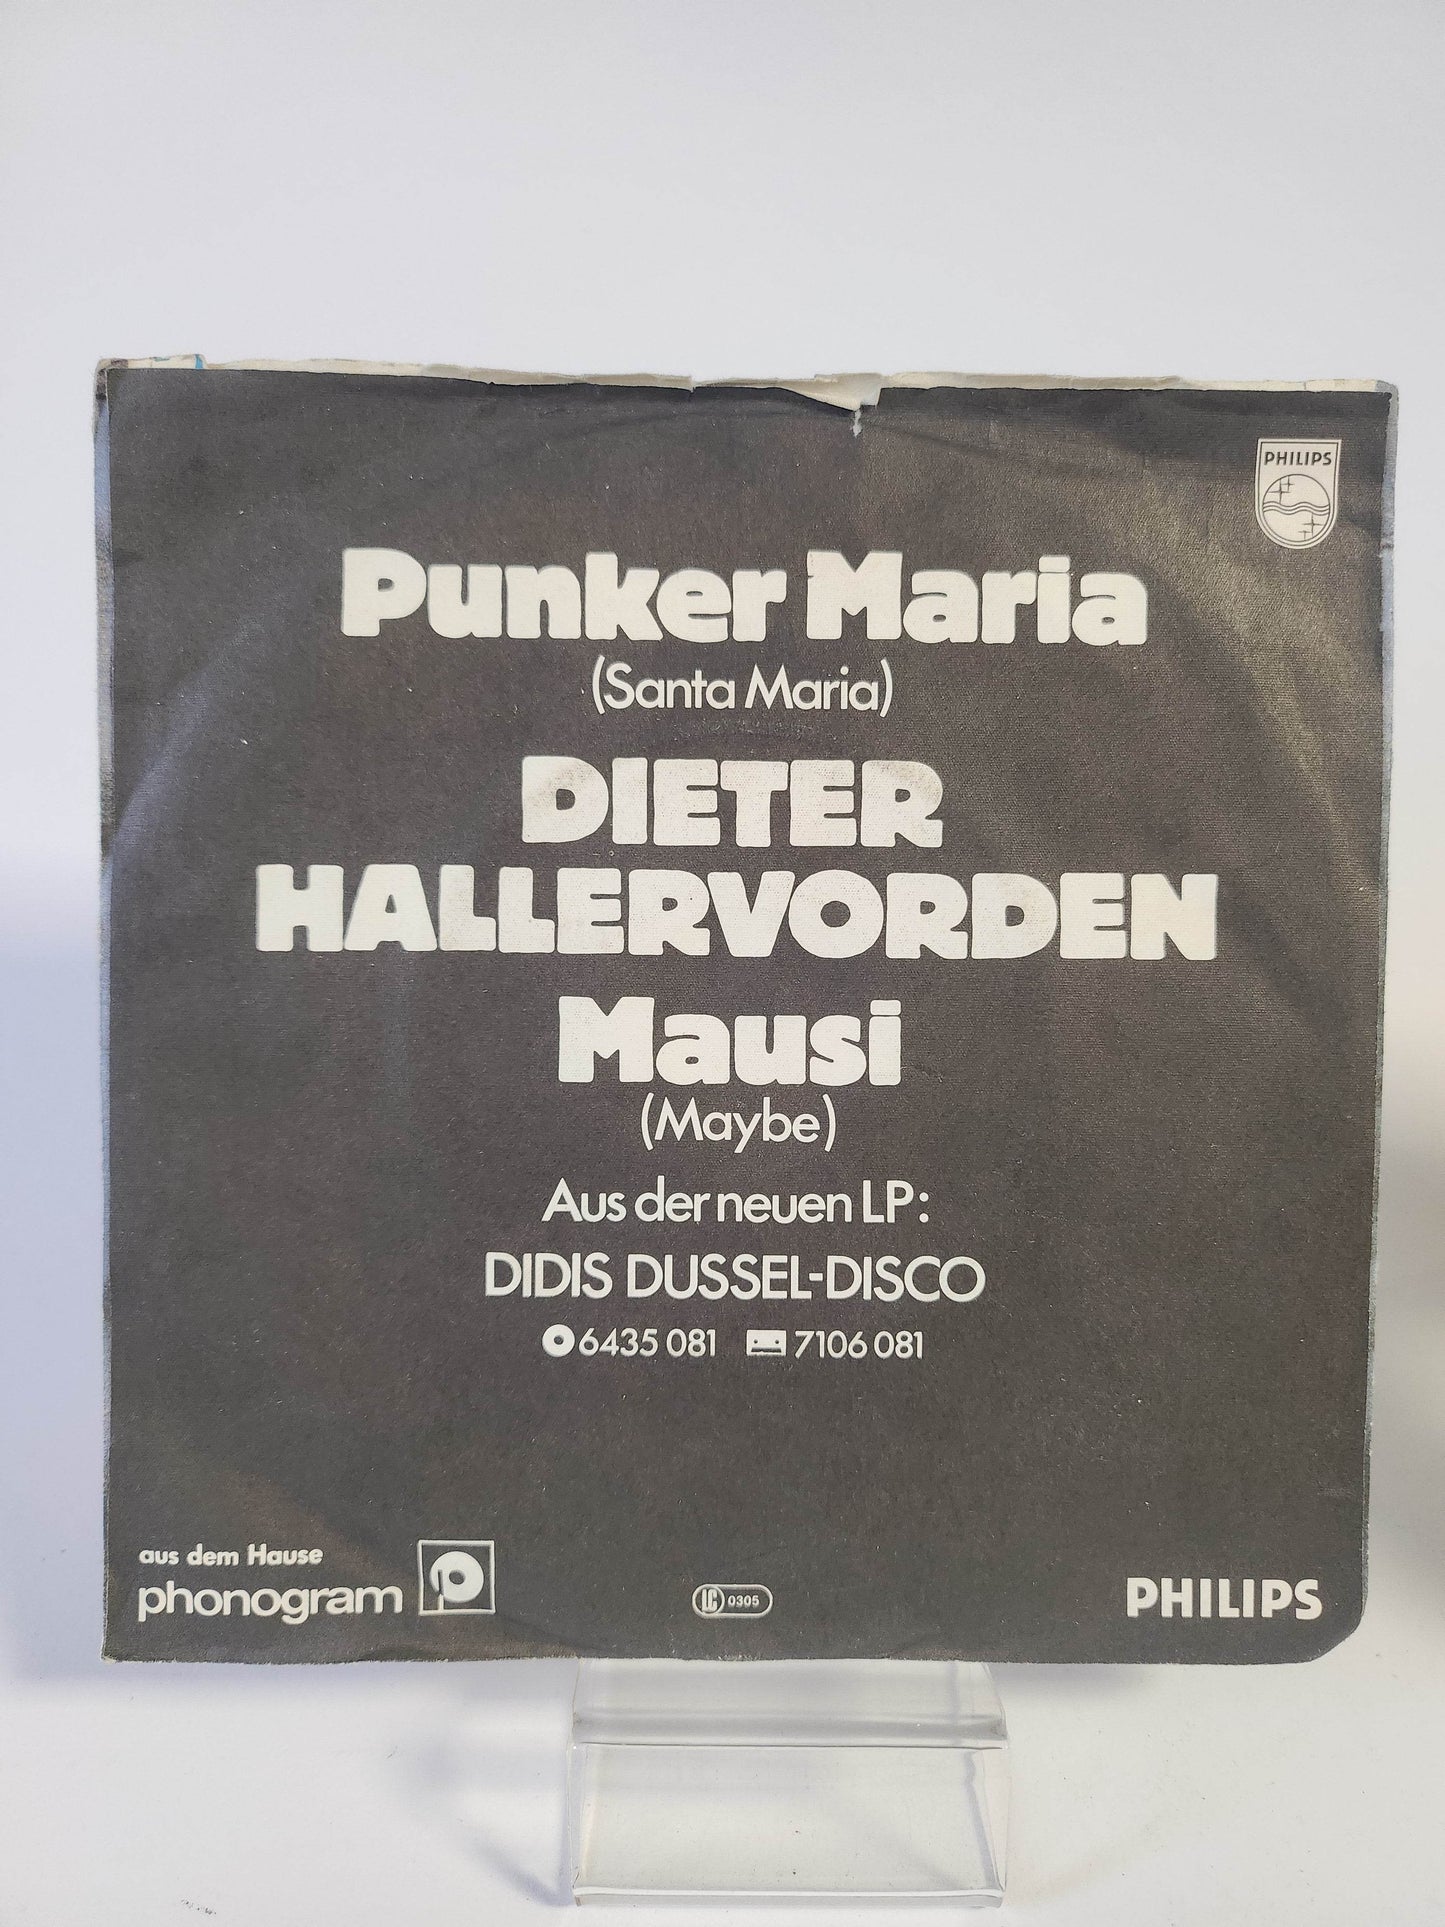 PHILIPS
Punker Maria
(Santa Maria)
DIETER
HALLERVORDEN
Mausi
(Maybe)
Aus der neuen LP:
DIDIS DUSSEL-DISCO
6435 081 7106 081
aus dem Hause
phonogram p
LC 0305
PHILIPS